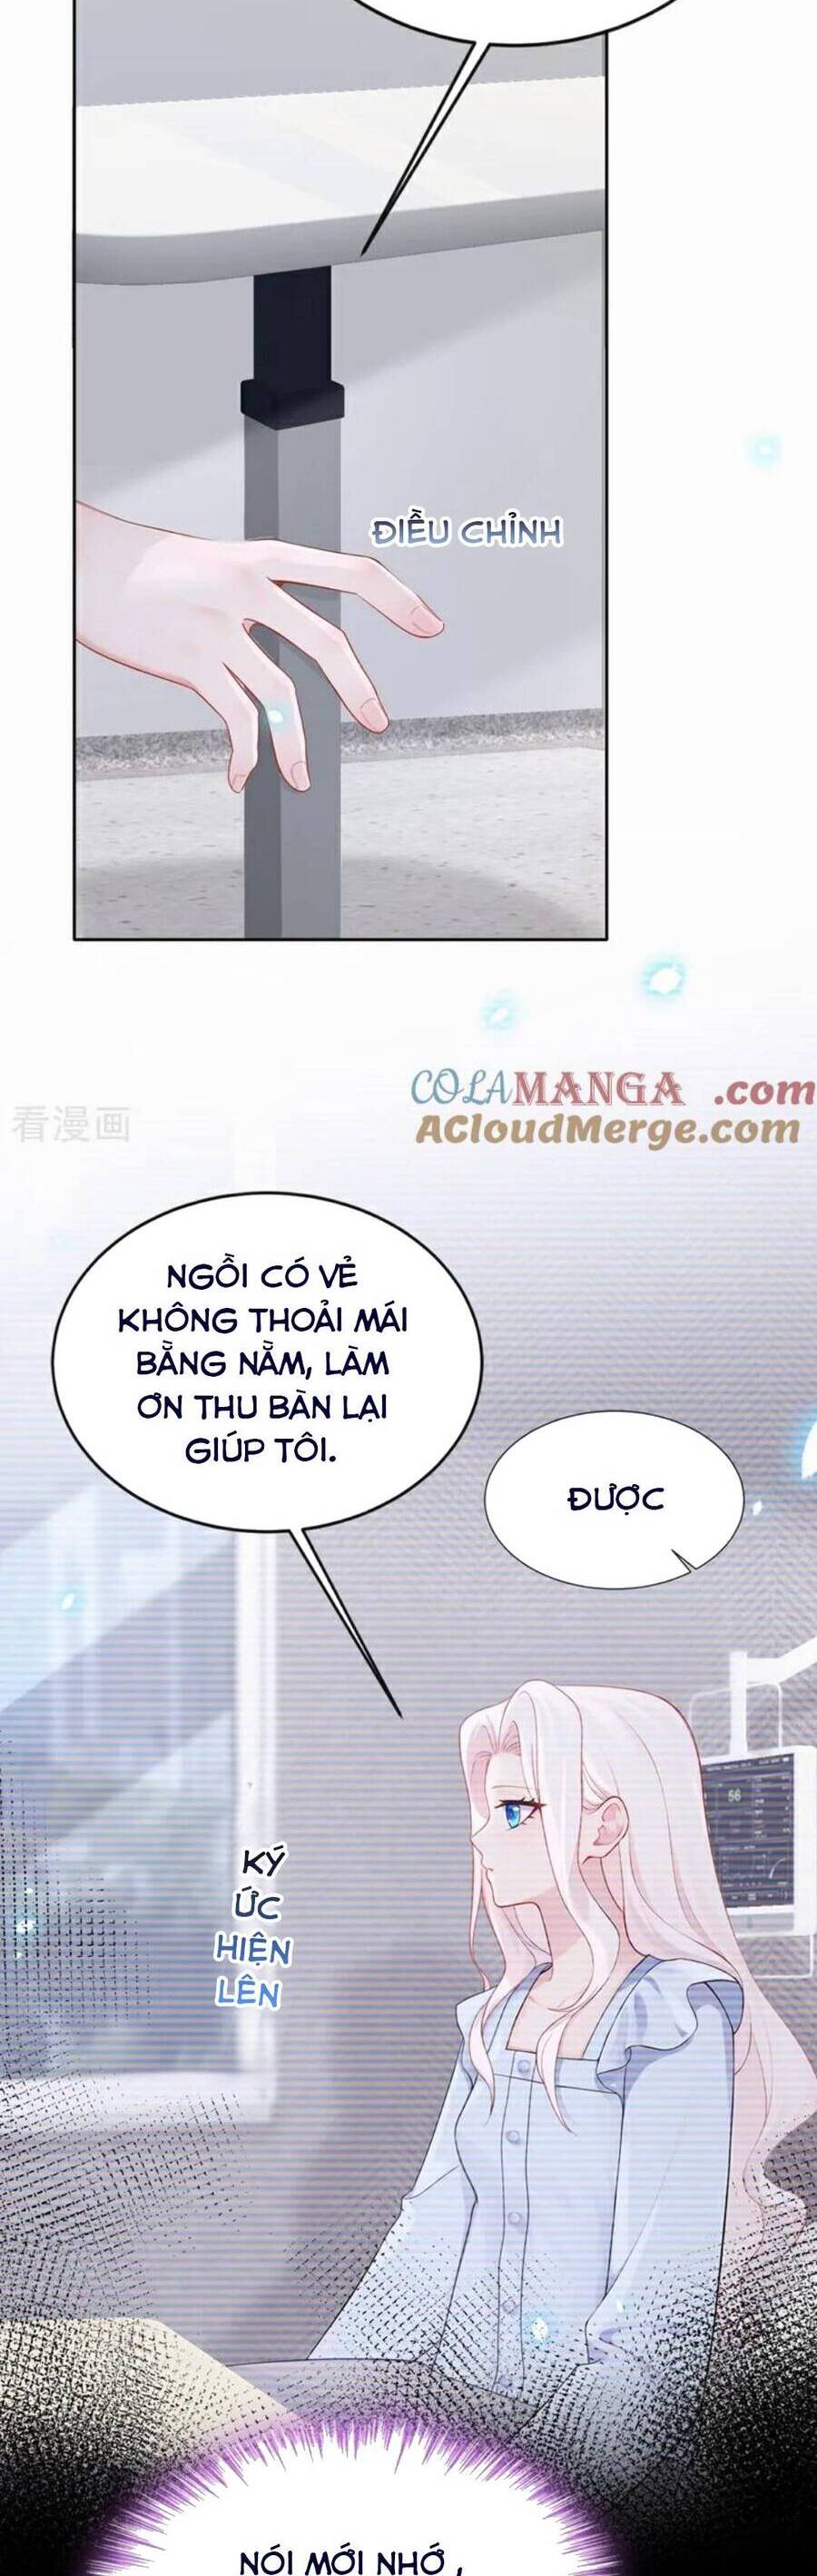 ĐIỀU CHỈNH
COLAMANGA.com
看漫画
ACloudMerge.com
NGỒI CÓ VẺ
KHÔNG THOẢI MÁI
BẰNG NẰM, LÀM
ƠN THU BÀN LẠI
GIÚP TÔI.
ĐƯỢC
56
KÝ
ỨC
HIỆN
LÊN
NÓI MỚI NHỚ,